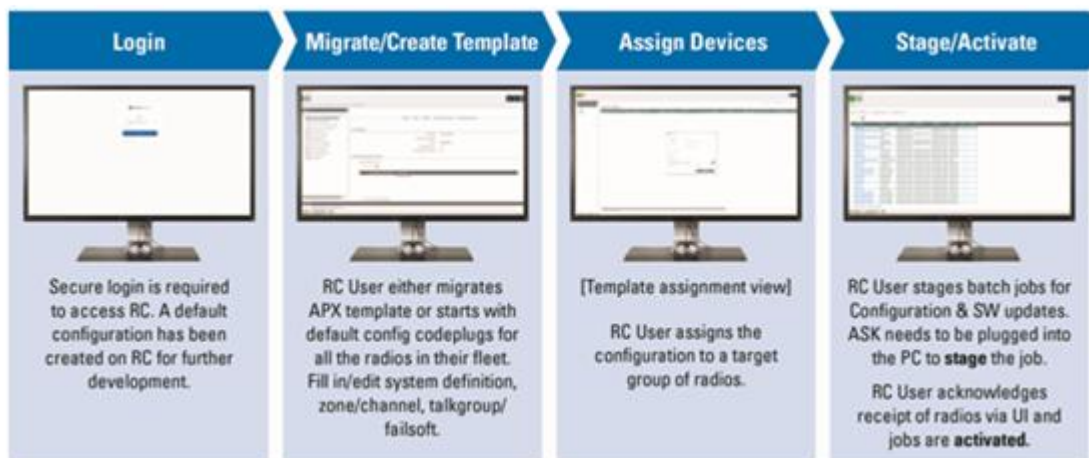 Login
Migrate/Create Template
Assign Devices
Stage/Activate
Secure login is required
to access RC. A default
configuration has been
created on RC for further
development.
RC User either migrates
APX template or starts with
default config codeplugs for
all the radios in their fleet.
Fill in/edit system definition,
zone/channel, talkgroup/
failsoft.
[Template assignment view]
RC User assigns the
configuration to a target
group of radios.
RC User stages batch jobs for
Configuration & SW updates.
ASK needs to be plugged into
the PC to stage the job.
RC User acknowledges
receipt of radios via UI and
jobs are activated.